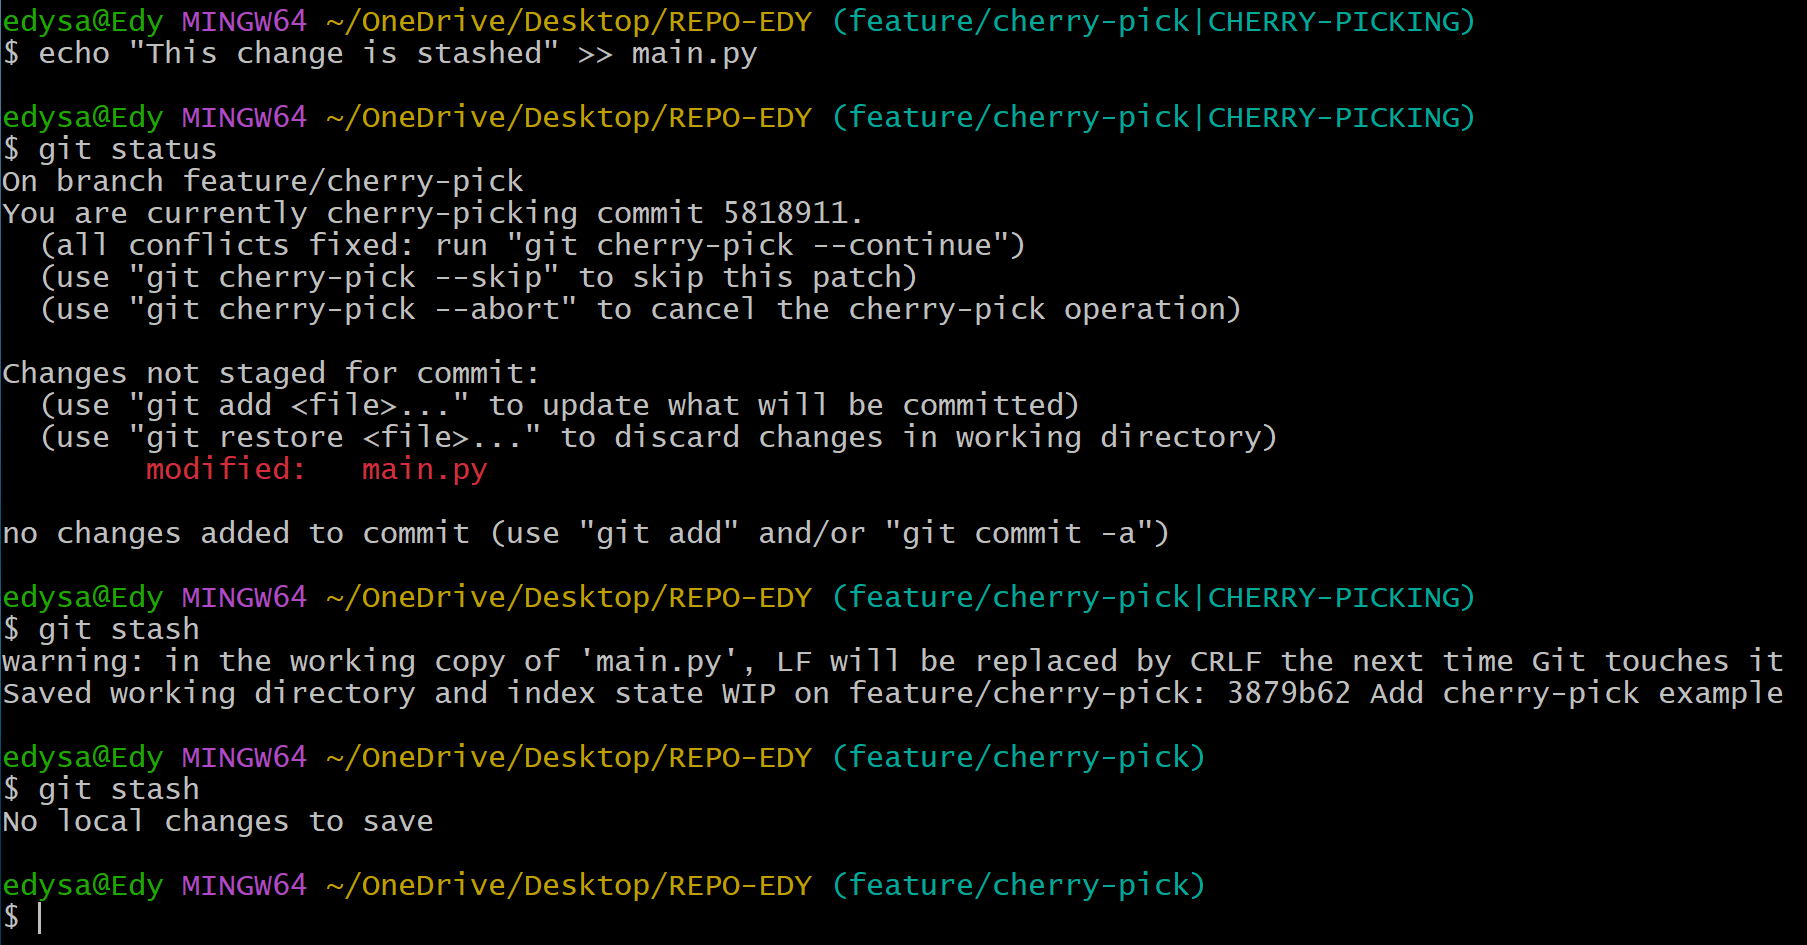 edysa@Edy MINGW64 ~/OneDrive/Desktop/REPO-EDY (feature/cherry-pick|CHERRY-PICKING)
$ echo "This change is stashed" >> main.py
edysa@Edy MINGW64 ~/OneDrive/Desktop/REPO-EDY (feature/cherry-pick|CHERRY-PICKING)
$ git status
On branch feature/cherry-pick
You are currently cherry-picking commit 5818911.
  (all conflicts fixed: run "git cherry-pick --continue")
  (use "git cherry-pick --skip" to skip this patch)
  (use "git cherry-pick --abort" to cancel the cherry-pick operation)
Changes not staged for commit:
  (use "git add <file>..." to update what will be committed)
  (use "git restore <file>..." to discard changes in working directory)
        modified:   main.py
no changes added to commit (use "git add" and/or "git commit -a")
edysa@Edy MINGW64 ~/OneDrive/Desktop/REPO-EDY (feature/cherry-pick|CHERRY-PICKING)
$ git stash
warning: in the working copy of 'main.py', LF will be replaced by CRLF the next time Git touches it
Saved working directory and index state WIP on feature/cherry-pick: 3879b62 Add cherry-pick example
edysa@Edy MINGW64 ~/OneDrive/Desktop/REPO-EDY (feature/cherry-pick)
$ git stash
No local changes to save
edysa@Edy MINGW64 ~/OneDrive/Desktop/REPO-EDY (feature/cherry-pick)
$